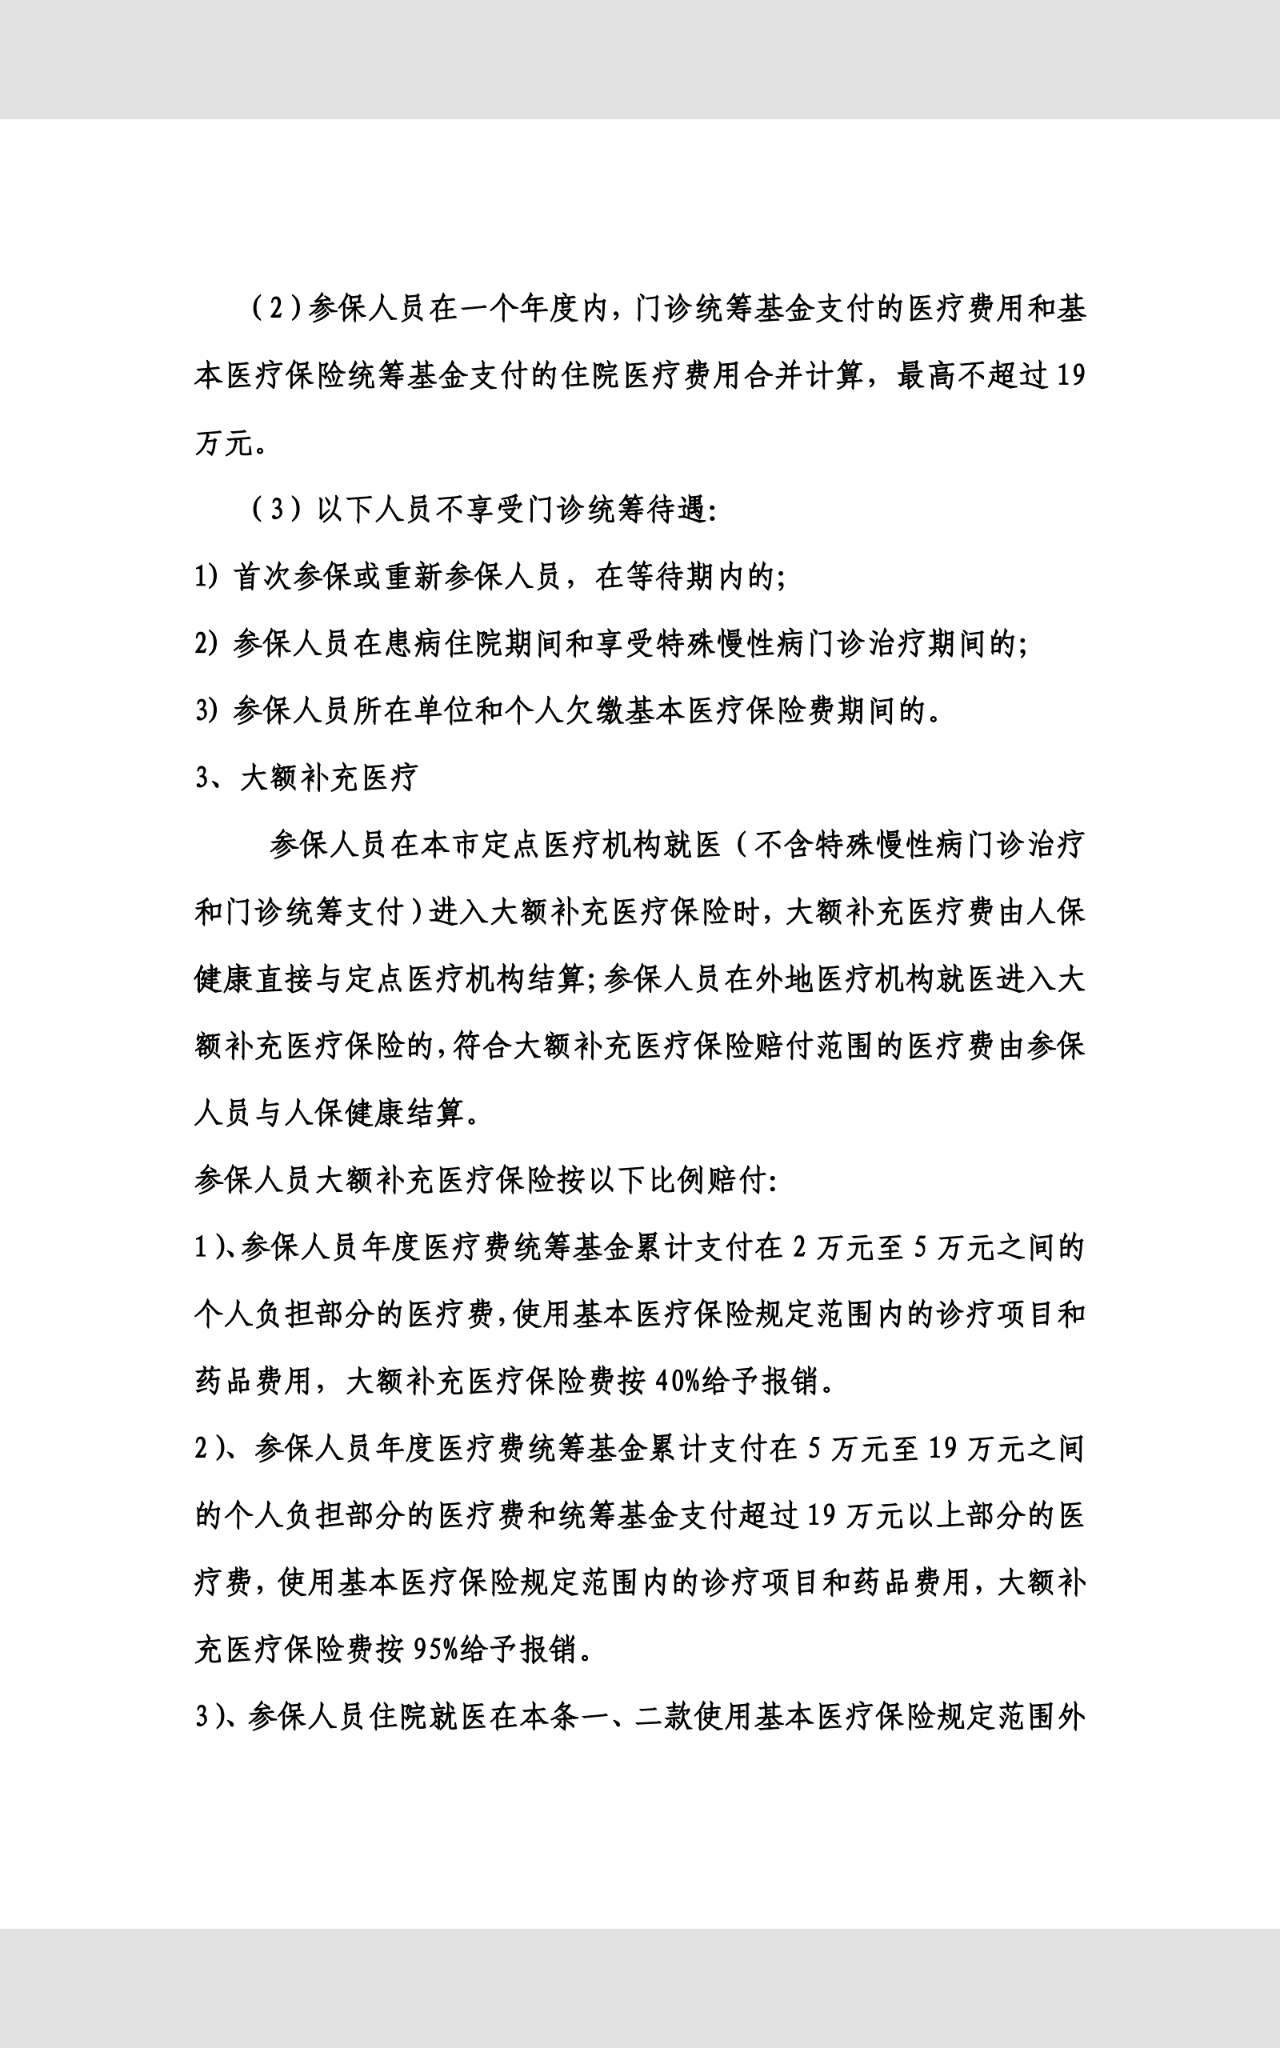 （2）参保人员在一个年度内，门诊统筹基金支付的医疗费用和基
本医疗保险统筹基金支付的住院医疗费用合并计算，最高不超过 19
万元。
（3）以下人员不享受门诊统筹待遇：
1）首次参保或重新参保人员，在等待期内的；
2）参保人员在患病住院期间和享受特殊慢性病门诊治疗期间的；
3）参保人员所在单位和个人欠缴基本医疗保险费期间的。
3、大额补充医疗
参保人员在本市定点医疗机构就医（不含特殊慢性病门诊治疗
和门诊统筹支付）进入大额补充医疗保险时，大额补充医疗费由人保
健康直接与定点医疗机构结算；参保人员在外地医疗机构就医进入大
额补充医疗保险的，符合大额补充医疗保险赔付范围的医疗费由参保
人员与人保健康结算。
参保人员大额补充医疗保险按以下比例赔付：
1）、参保人员年度医疗费统筹基金累计支付在 2 万元至 5 万元之间的
个人负担部分的医疗费，使用基本医疗保险规定范围内的诊疗项目和
药品费用，大额补充医疗保险费按 40%给予报销。
2）、参保人员年度医疗费统筹基金累计支付在 5 万元至 19 万元之间
的个人负担部分的医疗费和统筹基金支付超过 19 万元以上部分的医
疗费，使用基本医疗保险规定范围内的诊疗项目和药品费用，大额补
充医疗保险费按 95%给予报销。
3）、参保人员住院就医在本条一、二款使用基本医疗保险规定范围外